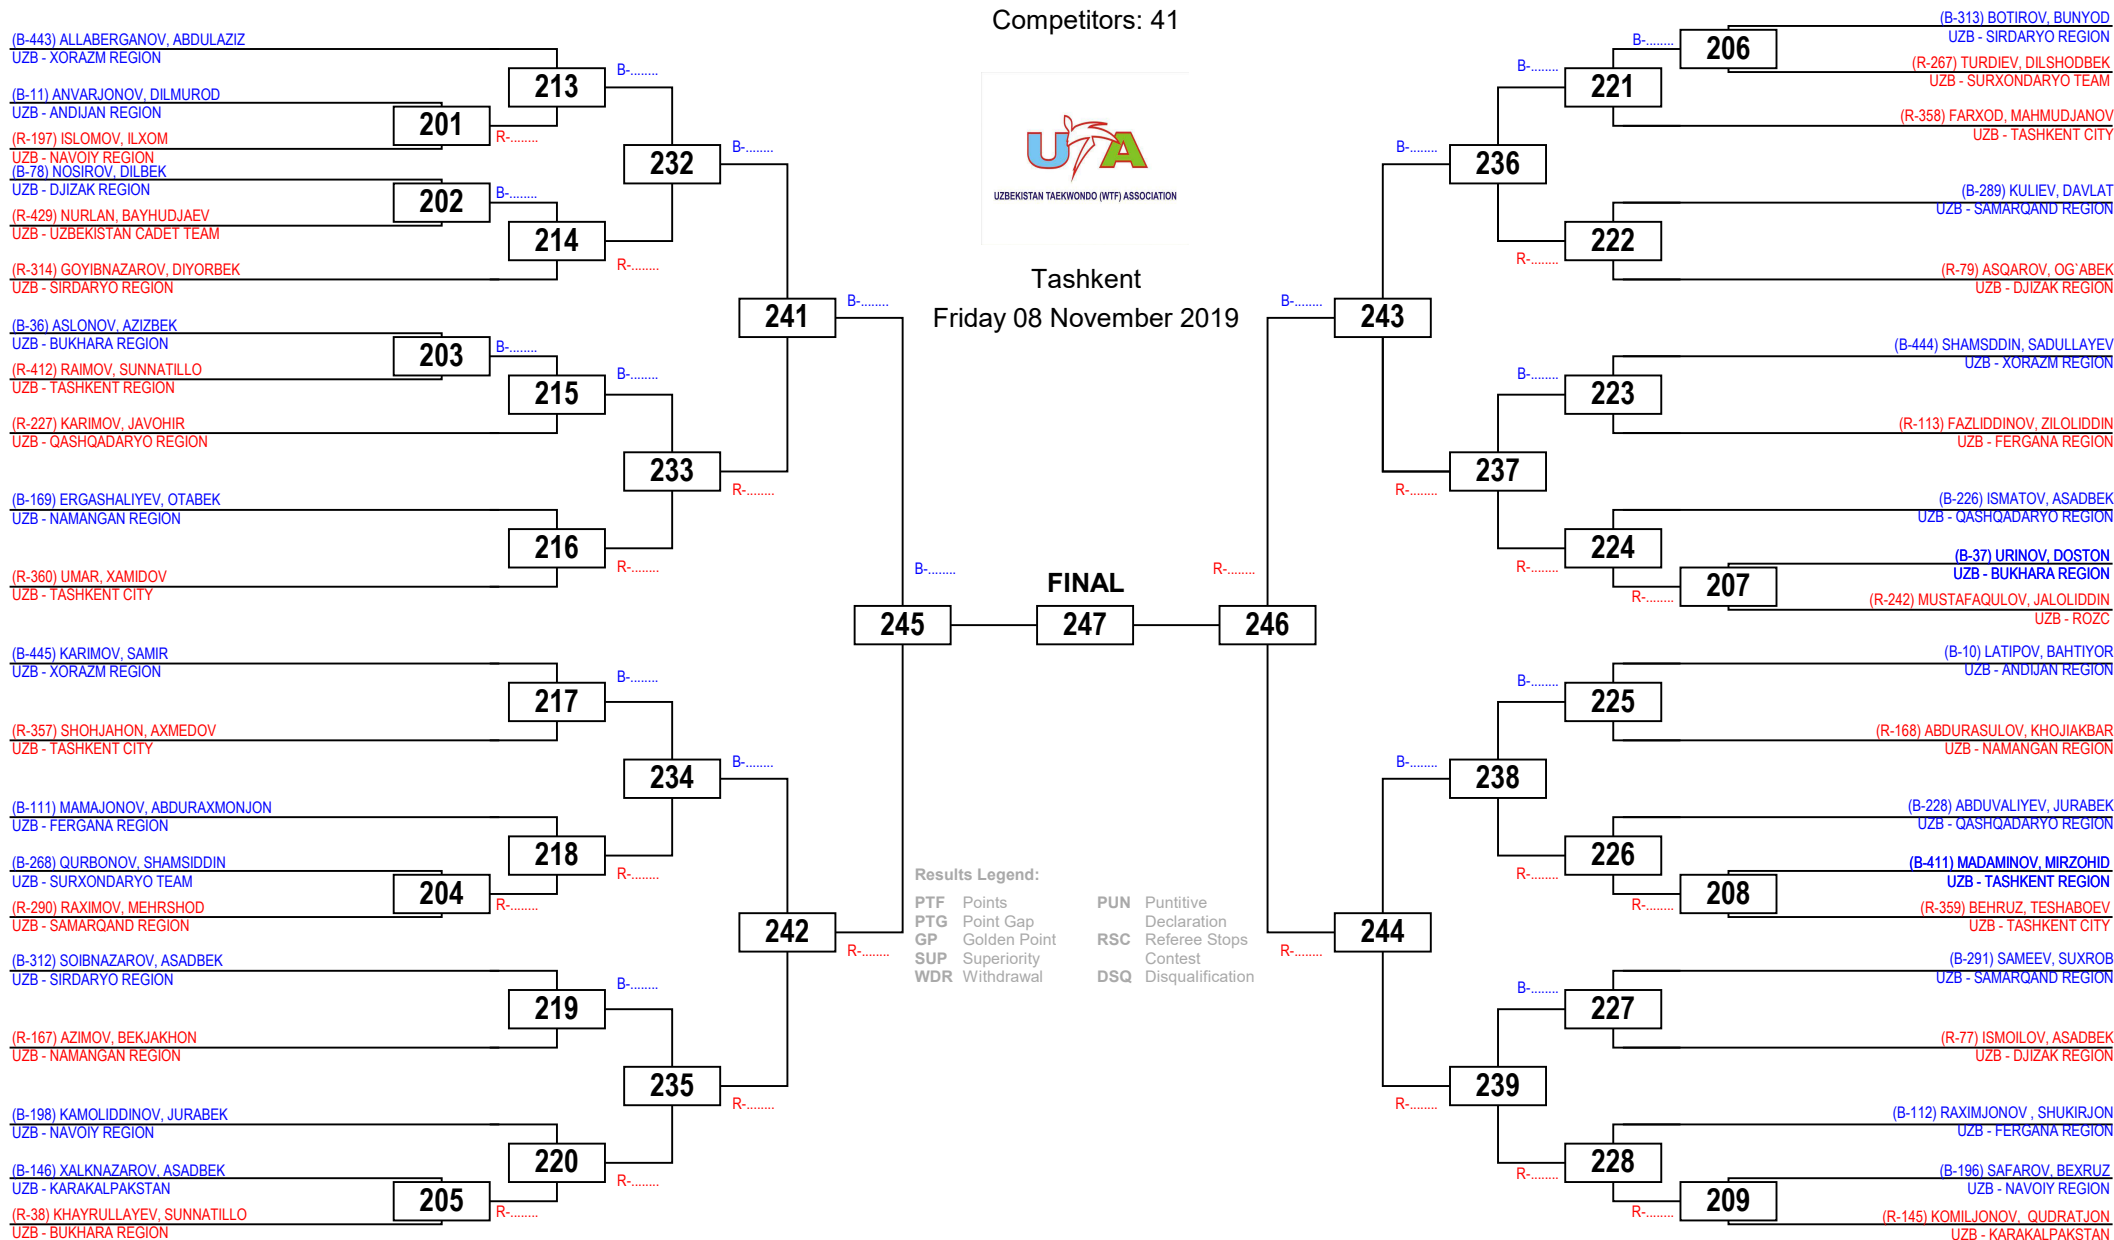 Competitors: 41
UTA
UZBEKISTAN TAEKWONDO (WTF) ASSOCIATION
Tashkent
Friday 08 November 2019
(B-443) ALLABERGANOV, ABDULAZIZ
UZB - XORAZM REGION
213
B-........
(B-11) ANVARJONOV, DILMUROD
UZB - ANDIJAN REGION
201
R-........
(R-197) ISLOMOV, ILXOM
UZB - NAVOIY REGION
232
B-........
(B-78) NOSIROV, DILBEK
UZB - DJIZAK REGION
202
B-........
(R-429) NURLAN, BAYHUDJAEV
UZB - UZBEKISTAN CADET TEAM
214
R-........
(R-314) GOYIBNAZAROV, DIYORBEK
UZB - SIRDARYO REGION
241
B-........
(B-36) ASLONOV, AZIZBEK
UZB - BUKHARA REGION
203
B-........
(R-412) RAIMOV, SUNNATILLO
UZB - TASHKENT REGION
215
B-........
(R-227) KARIMOV, JAVOHIR
UZB - QASHQADARYO REGION
233
R-........
(B-169) ERGASHALIYEV, OTABEK
UZB - NAMANGAN REGION
216
R-........
(R-360) UMAR, XAMIDOV
UZB - TASHKENT CITY
245
B-........
FINAL
247
R-........
246
(B-445) KARIMOV, SAMIR
UZB - XORAZM REGION
217
B-........
(R-357) SHOHJAHON, AXMEDOV
UZB - TASHKENT CITY
234
B-........
(B-111) MAMAJONOV, ABDURAXMONJON
UZB - FERGANA REGION
218
R-........
(B-268) QURBONOV, SHAMSIDDIN
UZB - SURXONDARYO TEAM
204
R-........
(R-290) RAXIMOV, MEHRSHOD
UZB - SAMARQAND REGION
242
R-........
(B-312) SOIBNAZAROV, ASADBEK
UZB - SIRDARYO REGION
219
B-........
(R-167) AZIMOV, BEKJAKHON
UZB - NAMANGAN REGION
235
R-........
(B-198) KAMOLIDDINOV, JURABEK
UZB - NAVOIY REGION
220
R-........
(B-146) XALKNAZAROV, ASADBEK
UZB - KARAKALPAKSTAN
205
R-........
(R-38) KHAYRULLAYEV, SUNNATILLO
UZB - BUKHARA REGION
Results Legend:
PTF Points
PTG Point Gap
GP Golden Point
SUP Superiority
WDR Withdrawal
PUN Puntitive
Declaration
RSC Referee Stops
Contest
DSQ Disqualification
(B-313) BOTIROV, BUNYOD
UZB - SIRDARYO REGION
206
B-........
(R-267) TURDIEV, DILSHODBEK
UZB - SURXONDARYO TEAM
221
B-........
(R-358) FARXOD, MAHMUDJANOV
UZB - TASHKENT CITY
236
B-........
(B-289) KULIEV, DAVLAT
UZB - SAMARQAND REGION
222
R-........
(R-79) ASQAROV, OG`ABEK
UZB - DJIZAK REGION
243
B-........
(B-444) SHAMSDDIN, SADULLAYEV
UZB - XORAZM REGION
223
B-........
(R-113) FAZLIDDINOV, ZILOLIDDIN
UZB - FERGANA REGION
237
R-........
(B-226) ISMATOV, ASADBEK
UZB - QASHQADARYO REGION
224
R-........
(B-37) URINOV, DOSTON
UZB - BUKHARA REGION
207
R-........
(R-242) MUSTAFAQULOV, JALOLIDDIN
UZB - ROZC
(B-10) LATIPOV, BAHTIYOR
UZB - ANDIJAN REGION
225
B-........
(R-168) ABDURASULOV, KHOJIAKBAR
UZB - NAMANGAN REGION
238
B-........
(B-228) ABDUVALIYEV, JURABEK
UZB - QASHQADARYO REGION
226
R-........
(B-411) MADAMINOV, MIRZOHID
UZB - TASHKENT REGION
208
R-........
(R-359) BEHRUZ, TESHABOEV
UZB - TASHKENT CITY
244
R-........
(B-291) SAMEEV, SUXROB
UZB - SAMARQAND REGION
227
B-........
(R-77) ISMOILOV, ASADBEK
UZB - DJIZAK REGION
239
R-........
(B-112) RAXIMJONOV , SHUKIRJON
UZB - FERGANA REGION
228
R-........
(B-196) SAFAROV, BEXRUZ
UZB - NAVOIY REGION
209
R-........
(R-145) KOMILJONOV, QUDRATJON
UZB - KARAKALPAKSTAN